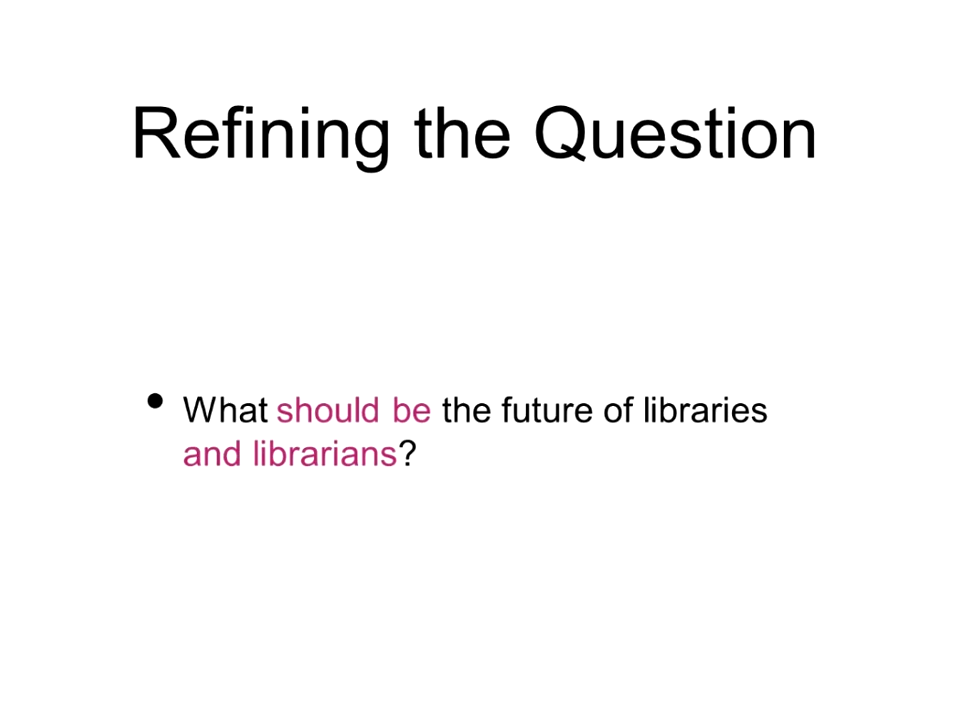 Refining the Question
• What should be the future of libraries
and librarians?